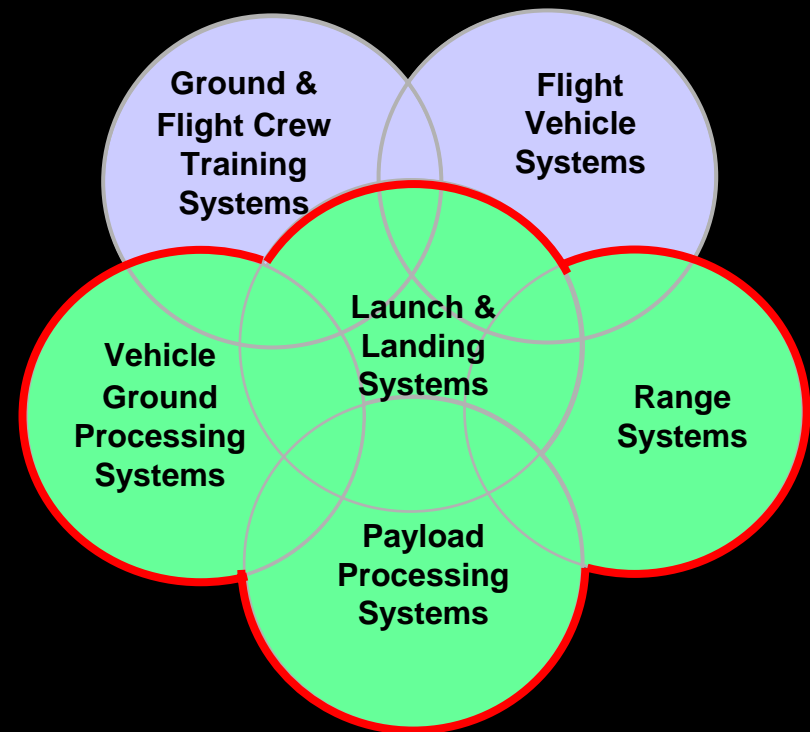 Ground &
Flight Crew
Training
Systems
Flight
Vehicle
Systems
Launch &
Landing
Systems
Vehicle
Ground
Processing
Systems
Range
Systems
Payload
Processing
Systems